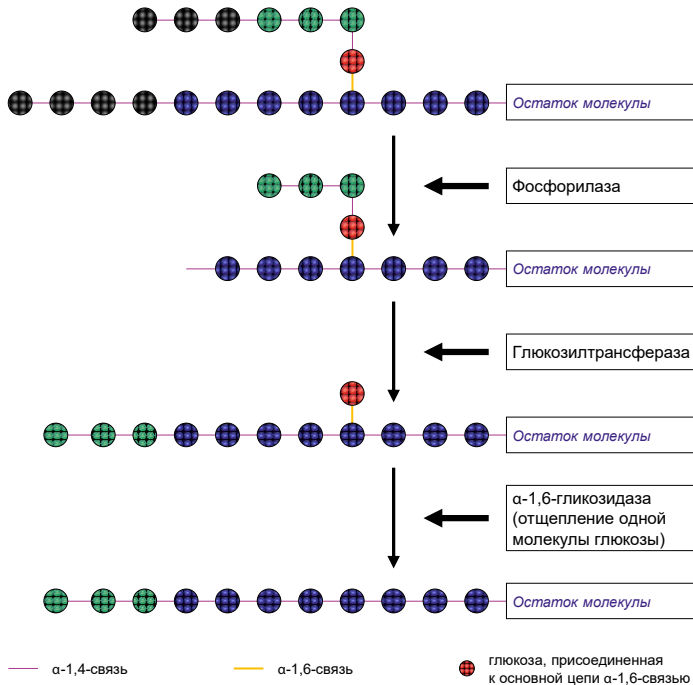 Остаток молекулы
Фосфорилаза
Остаток молекулы
Глюкозилтрансфераза
Остаток молекулы
α-1,6-гликозидаза
(отщепление одной
молекулы глюкозы)
Остаток молекулы
α-1,4-связь
α-1,6-связь
глюкоза, присоединенная
к основной цепи α-1,6-связью